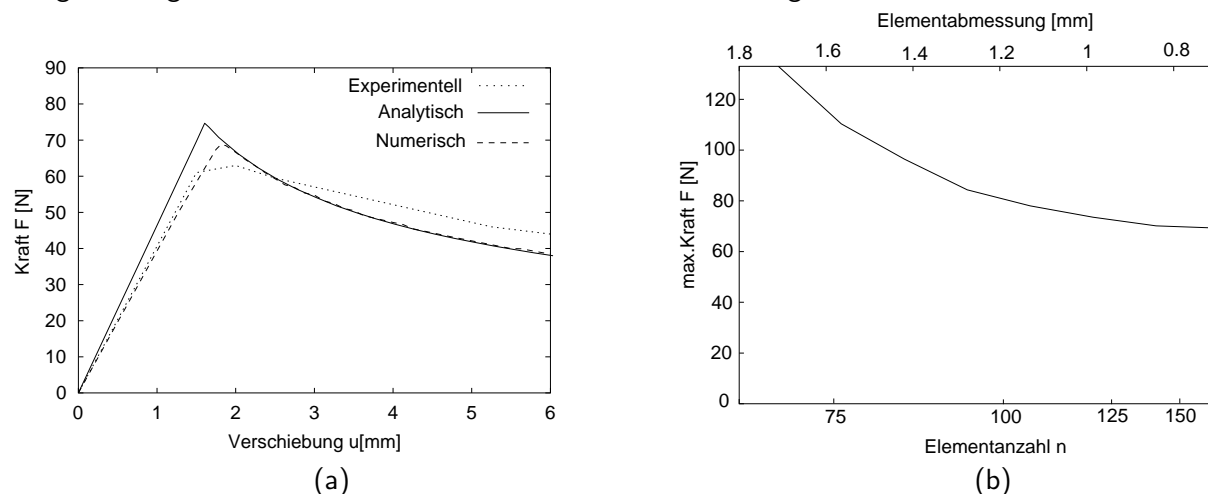 Elementabmessung [mm]
90
80
70
60
50
40
30
20
10
0
Kraft F [N]
Experimentell
Analytisch
Numerisch
0 1 2 3 4 5 6
Verschiebung u[mm]
(a)
1.8 1.6 1.4 1.2 1 0.8
120
100
80
60
40
20
0
max.Kraft F [N]
75 100 125 150
Elementanzahl n
(b)